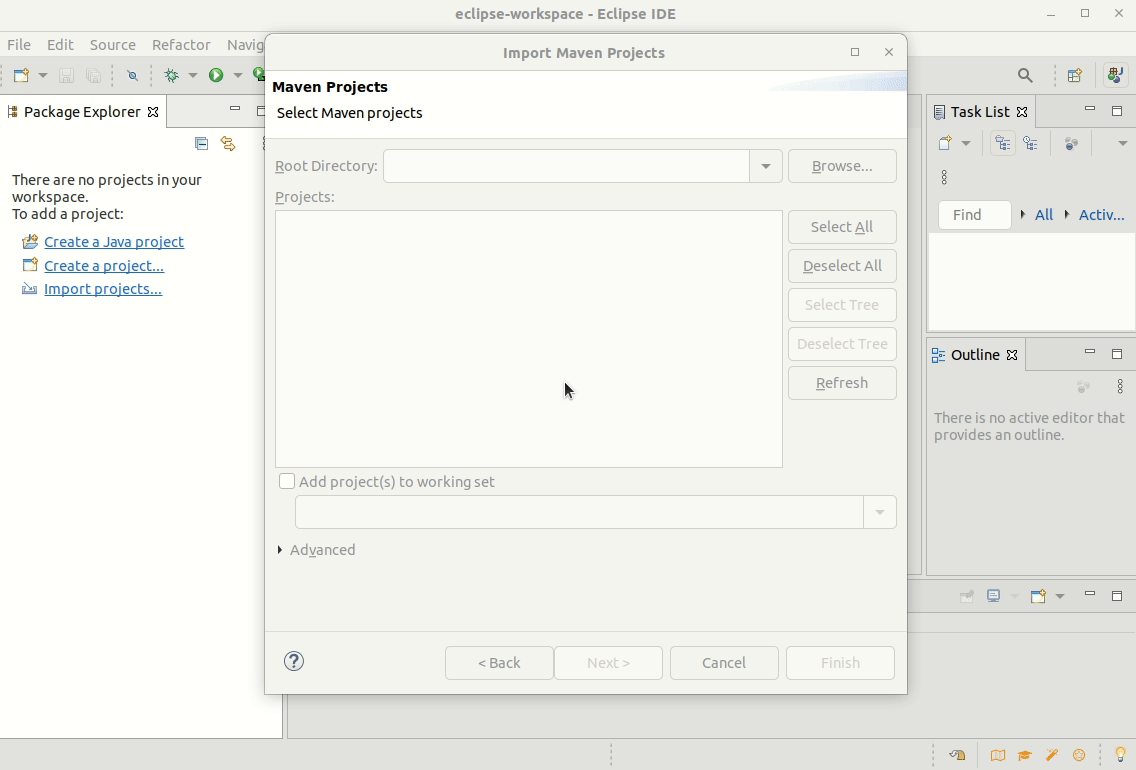 eclipse-workspace - Eclipse IDE
File Edit Source Refactor Navig
Import Maven Projects
Maven Projects
Select Maven projects
Package Explorer
There are no projects in your
workspace.
To add a project:
Create a Java project
Create a project...
Import projects...
Root Directory:
Browse...
Projects:
Select All
Deselect All
Select Tree
Deselect Tree
Refresh
Add project(s) to working set
Advanced
< Back
Next >
Cancel
Finish
Task List
Find
All
Activ...
Outline
There is no active editor that
provides an outline.